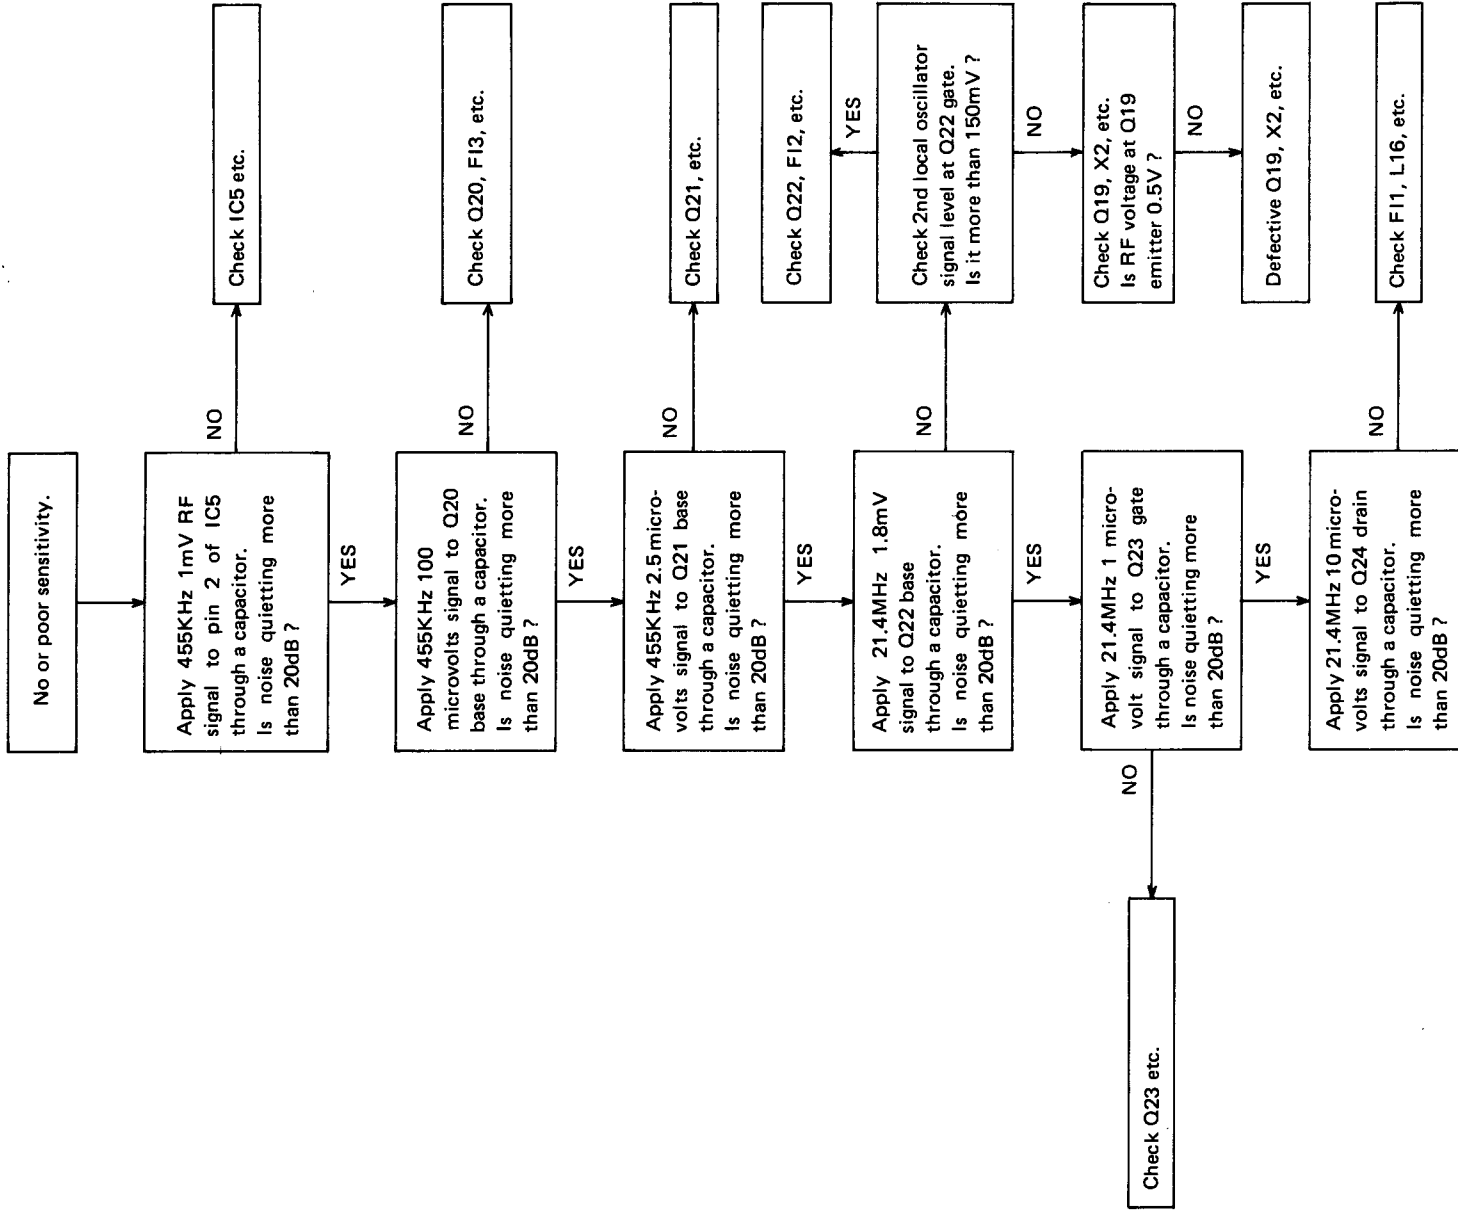 No or poor sensitivity.
Apply 455KHz 1mV RF
signal to pin 2 of IC5
through a capacitor.
Is noise quietting more
than 20dB ?
NO
Check IC5 etc.
YES
Apply 455KHz 100
microvolts signal to Q20
base through a capacitor.
Is noise quietting more
than 20dB ?
NO
Check Q20, FI3, etc.
YES
Apply 455KHz 2.5 micro-
volts signal to Q21 base
through a capacitor.
Is noise quietting more
than 20dB ?
NO
Check Q21, etc.
YES
Apply 21.4MHz 1.8mV
signal to Q22 base
through a capacitor.
Is noise quietting more
than 20dB ?
NO
Check 2nd local oscillator
signal level at Q22 gate.
Is it more than 150mV ?
YES
Check Q22, FI2, etc.
NO
Check Q19, X2, etc.
Is RF voltage at Q19
emitter 0.5V ?
NO
Defective Q19, X2, etc.
YES
Apply 21.4MHz 1 micro-
volt signal to Q23 gate
through a capacitor.
Is noise quieting more
than 20dB ?
NO
Check Q23 etc.
YES
Apply 21.4MHz 10 micro-
volts signal to Q24 drain
through a capacitor.
Is noise quietting more
than 20dB ?
NO
Check FI1, L16, etc.